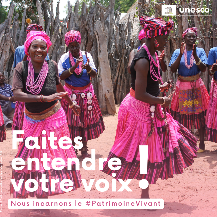 unesco
Faites
entendre
votre voix !
Nous incarnons le #PatrimoineVivant